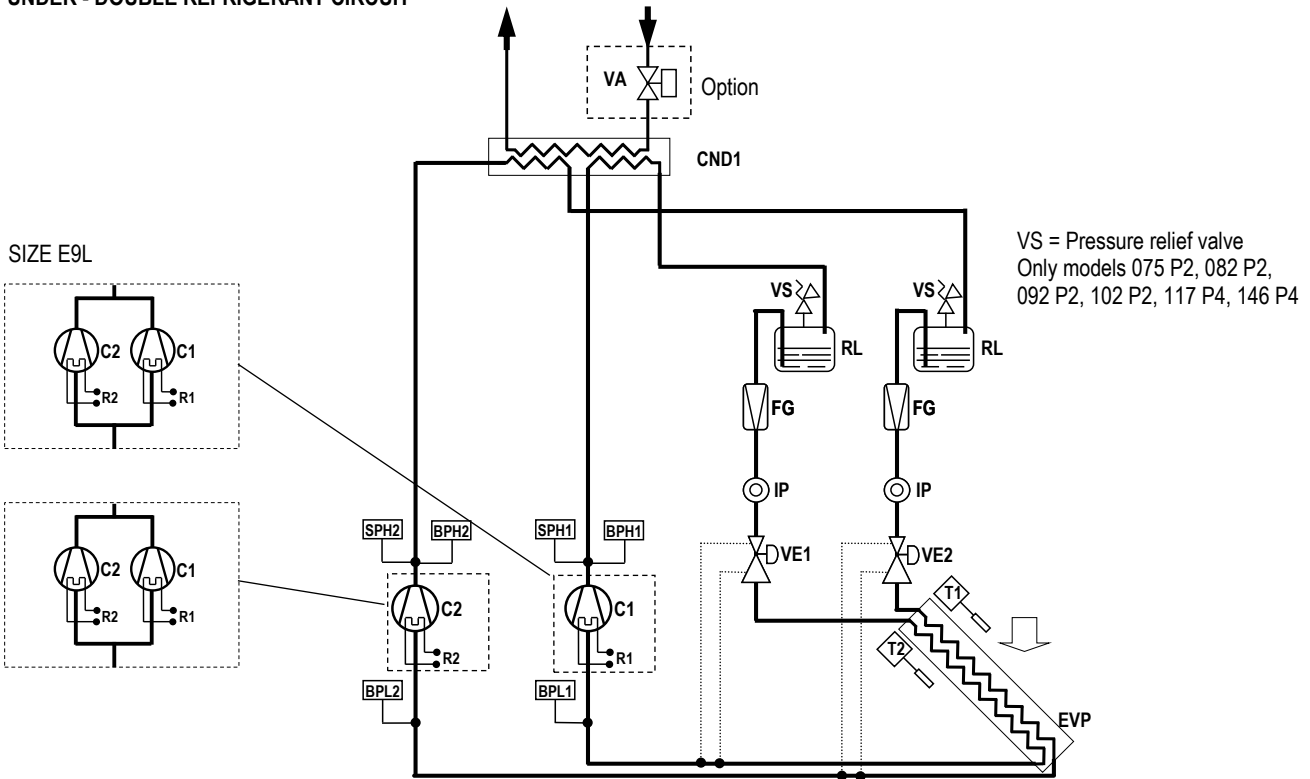 UNDER - DOUBLE REFRIGERANT CIRCUIT
VA
Option
CND1
SIZE E9L
VS = Pressure relief valve
Only models 075 P2, 082 P2,
092 P2, 102 P2, 117 P4, 146 P4
VS
VS
RL
RL
C2
C1
R2
R1
FG
FG
IP
IP
SPH2
BPH2
SPH1
BPH1
VE1
VE2
C2
C1
R2
R1
C2
R2
C1
R1
T1
T2
BPL2
BPL1
EVP